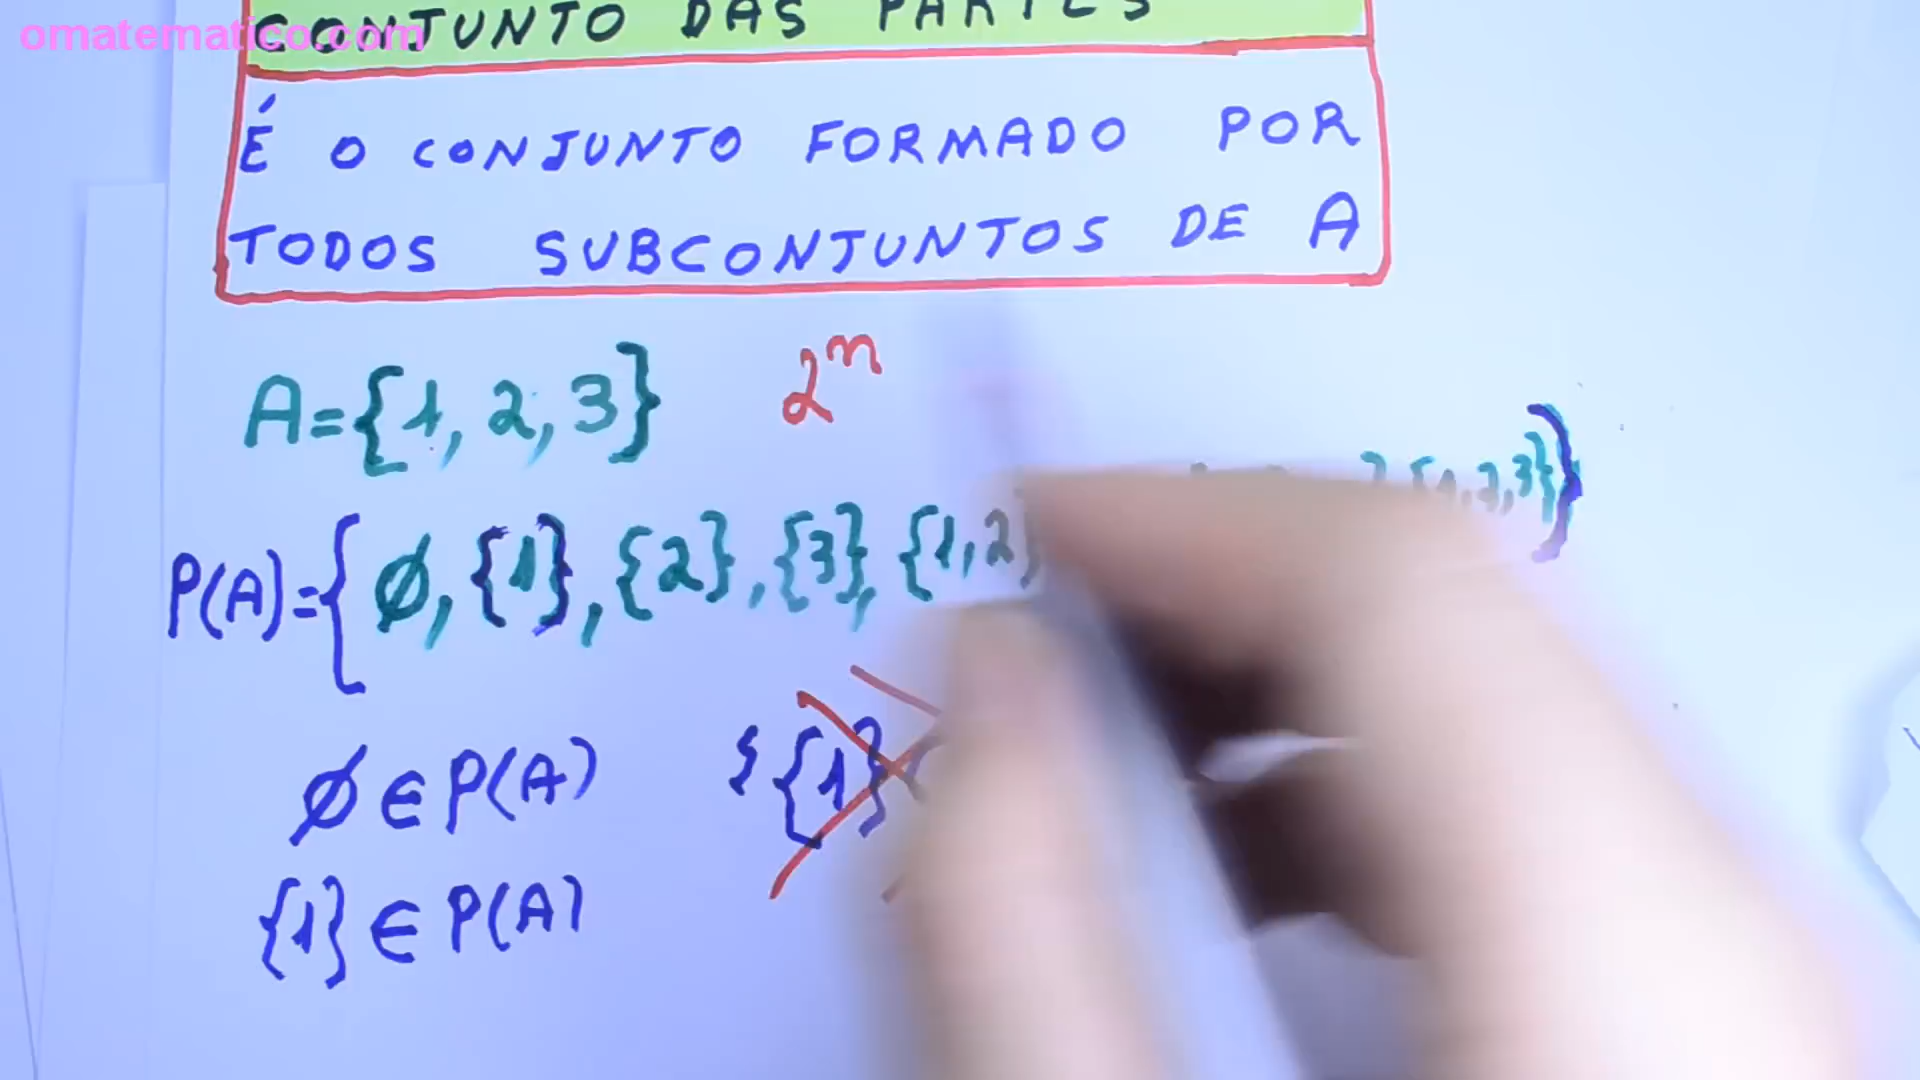 omatematico.com
CONJUNTO DAS PARTES
É O CONJUNTO FORMADO POR
TODOS SUBCONJUNTOS DE A
A={1, 2, 3} 2^n
P(A)={ ∅, {1}, {2}, {3}, {1,2} {1,2,3}}
∅ ∈ P(A) {{1}
{1} ∈ P(A)